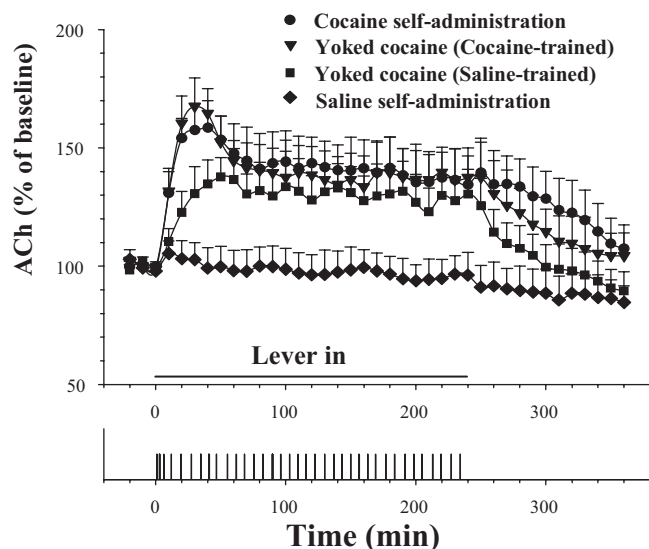 Cocaine self-administration
Yoked cocaine (Cocaine-trained)
Yoked cocaine (Saline-trained)
Saline self-administration
200
150
100
50
ACh (% of baseline)
Lever in
0 100 200 300
0 100 200 300
Time (min)